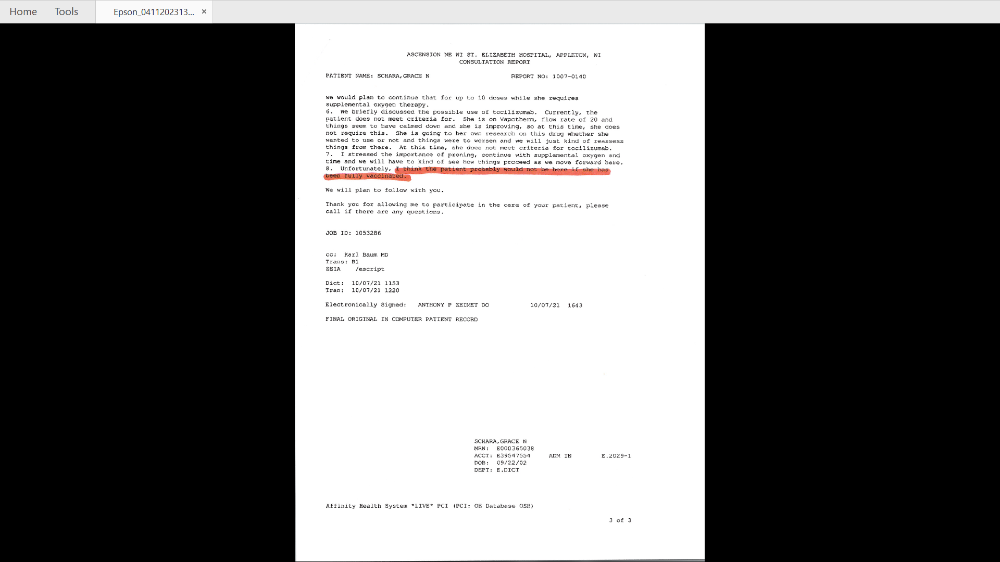 Home Tools Epson_0411202313... ×
ASCENSION NE WI ST. ELIZABETH HOSPITAL, APPLETON, WI
CONSULTATION REPORT
PATIENT NAME: SCHARA,GRACE N REPORT NO: 1007-0140
we would plan to continue that for up to 10 doses while she requires
supplemental oxygen therapy.
6. We briefly discussed the possible use of tocilizumab. Currently, the
patient does not meet criteria for. She is on Vapotherm, flow rate of 20 and
things seem to have calmed down and she is improving, so at this time, she does
not require this. She is going to her own research on this drug whether she
wanted to use or not and things were to worsen and we will just kind of reassess
things from there. At this time, she does not meet criteria for tocilizumab.
7. I stressed the importance of proning, continue with supplemental oxygen and
time and we will have to kind of see how things proceed as we move forward here.
8. Unfortunately, I think the patient probably would not be here if she has
been fully vaccinated.
We will plan to follow with you.
Thank you for allowing me to participate in the care of your patient, please
call if there are any questions.
JOB ID: 1053286
cc: Karl Baum MD
Trans: R1
ZEIA /escript
Dict: 10/07/21 1153
Tran: 10/07/21 1220
Electronically Signed: ANTHONY P ZEIMET DO 10/07/21 1643
FINAL ORIGINAL IN COMPUTER PATIENT RECORD
SCHARA,GRACE N
MRN: E000365038
ACCT: E39547554 ADM IN E.2029-1
DOB: 09/22/02
DEPT: E.DICT
Affinity Health System *LIVE* PCI (PCI: OE Database OSH)
3 of 3